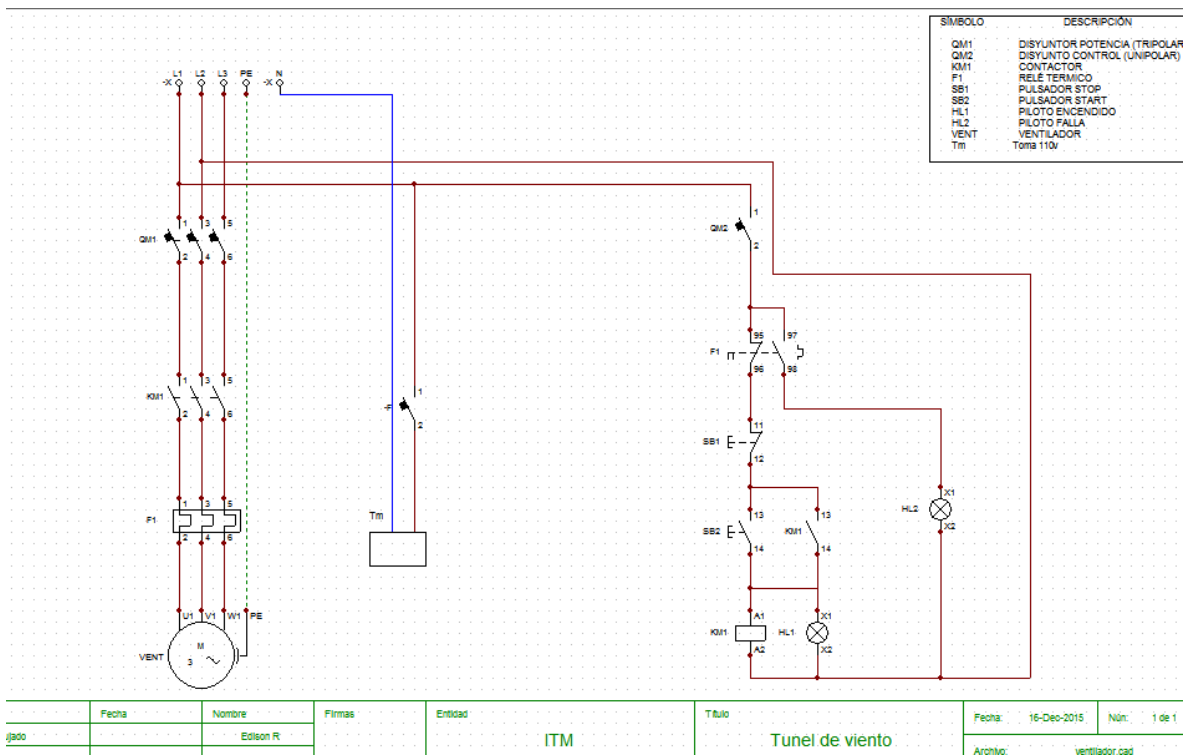 SÍMBOLO DESCRIPCIÓN
QM1 DISYUNTOR POTENCIA (TRIPOLAR
QM2 DISYUNTO CONTROL (UNIPOLAR)
KM1 CONTACTOR
F1 RELÉ TERMICO
SB1 PULSADOR STOP
SB2 PULSADOR START
HL1 PILOTO ENCENDIDO
HL2 PILOTO FALLA
VENT VENTILADOR
Tm Toma 110v
L1 L2 L3 PE N
-X -X
QM1 1 3 5
2 4 6
QM2 1
2
F1 95 97
96 98
KM1 1 3 5
2 4 6
-F 1
2
SB1 11
12
F1 1 3 5
2 4 6
Tm
SB2 13 KM1 13
14 14
HL2 X1
X2
U1 V1 W1 PE
VENT M
3
KM1 A1 HL1 X1
A2 X2
Fecha Nombre Firmas Entidad Título Fecha: 16-Dec-2015 Nún: 1 de 1
ujado Edison R ITM Tunel de viento Archivo: ventilador.cad